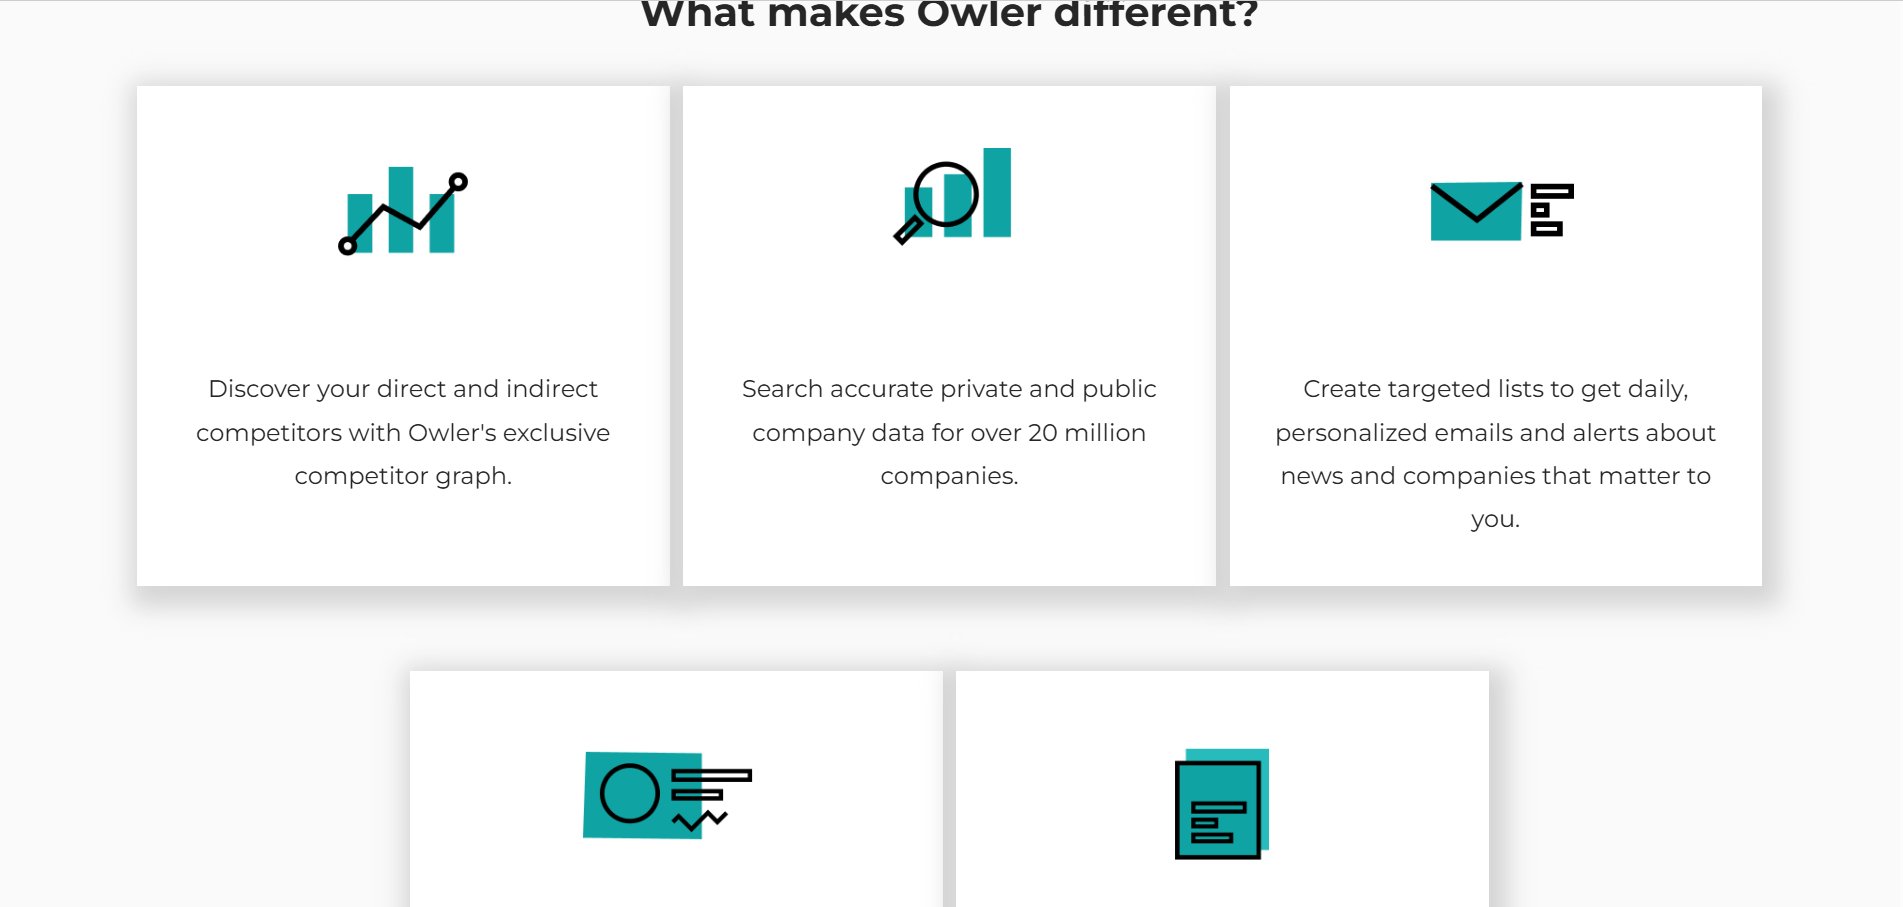 What makes Owler different?
Discover your direct and indirect
competitors with Owler's exclusive
competitor graph.
Search accurate private and public
company data for over 20 million
companies.
Create targeted lists to get daily,
personalized emails and alerts about
news and companies that matter to
you.